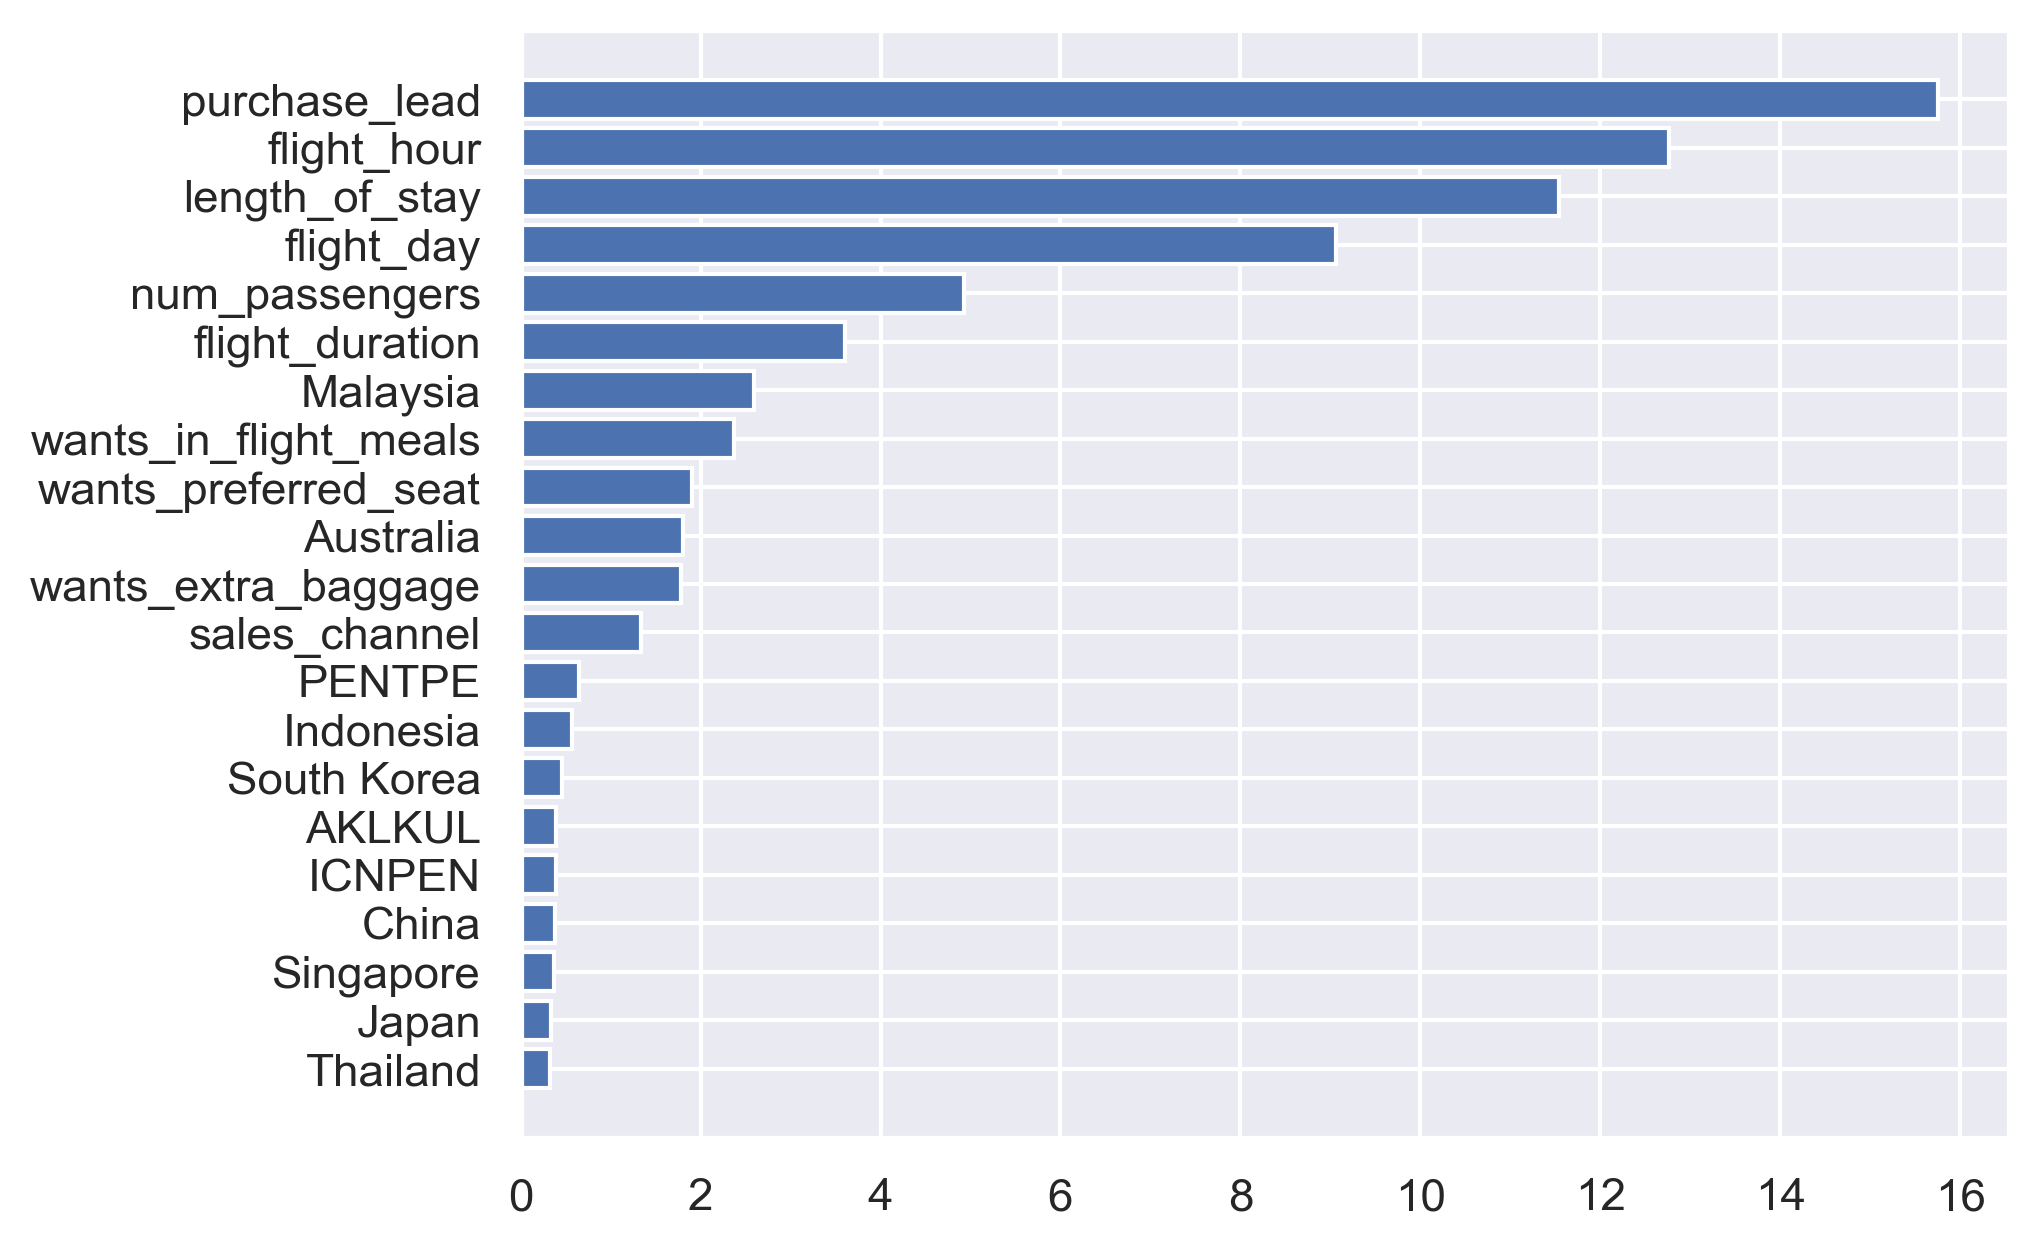 purchase_lead
flight_hour
length_of_stay
flight_day
num_passengers
flight_duration
Malaysia
wants_in_flight_meals
wants_preferred_seat
Australia
wants_extra_baggage
sales_channel
PENTPE
Indonesia
South Korea
AKLKUL
ICNPEN
China
Singapore
Japan
Thailand
0 2 4 6 8 10 12 14 16